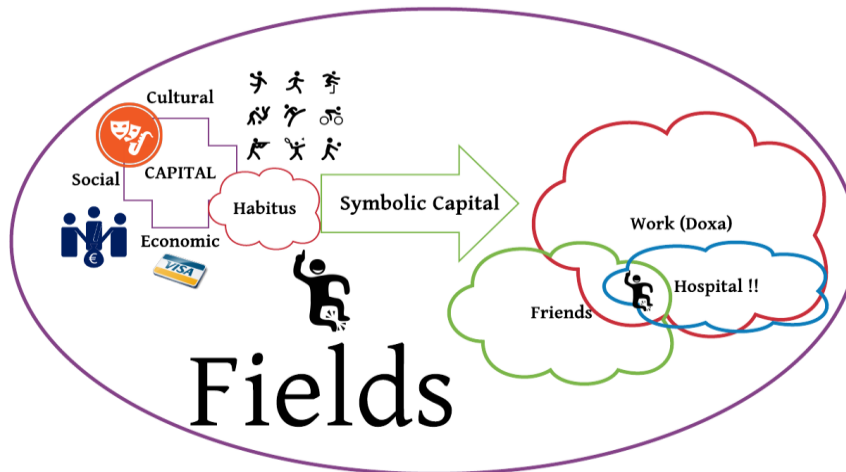 Cultural
Social
CAPITAL
€
Economic
VISA
Habitus
Symbolic Capital
Work (Doxa)
Hospital !!
Friends
Fields